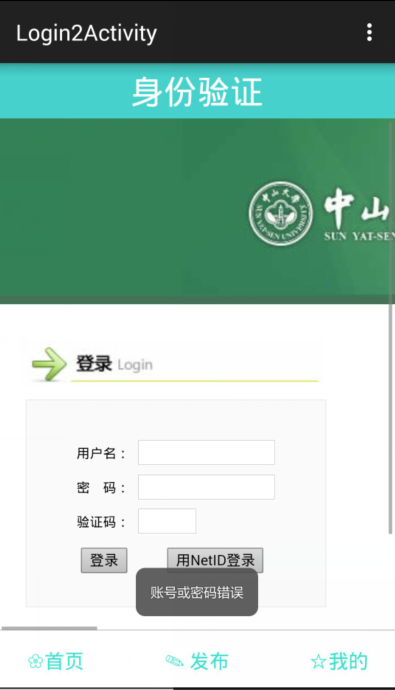 Login2Activity
身份验证
中山
SUN YAT-SEN
登录 Login
用户名：
密 码：
验证码：
登录 用NetID登录
账号或密码错误
首页 发布 我的